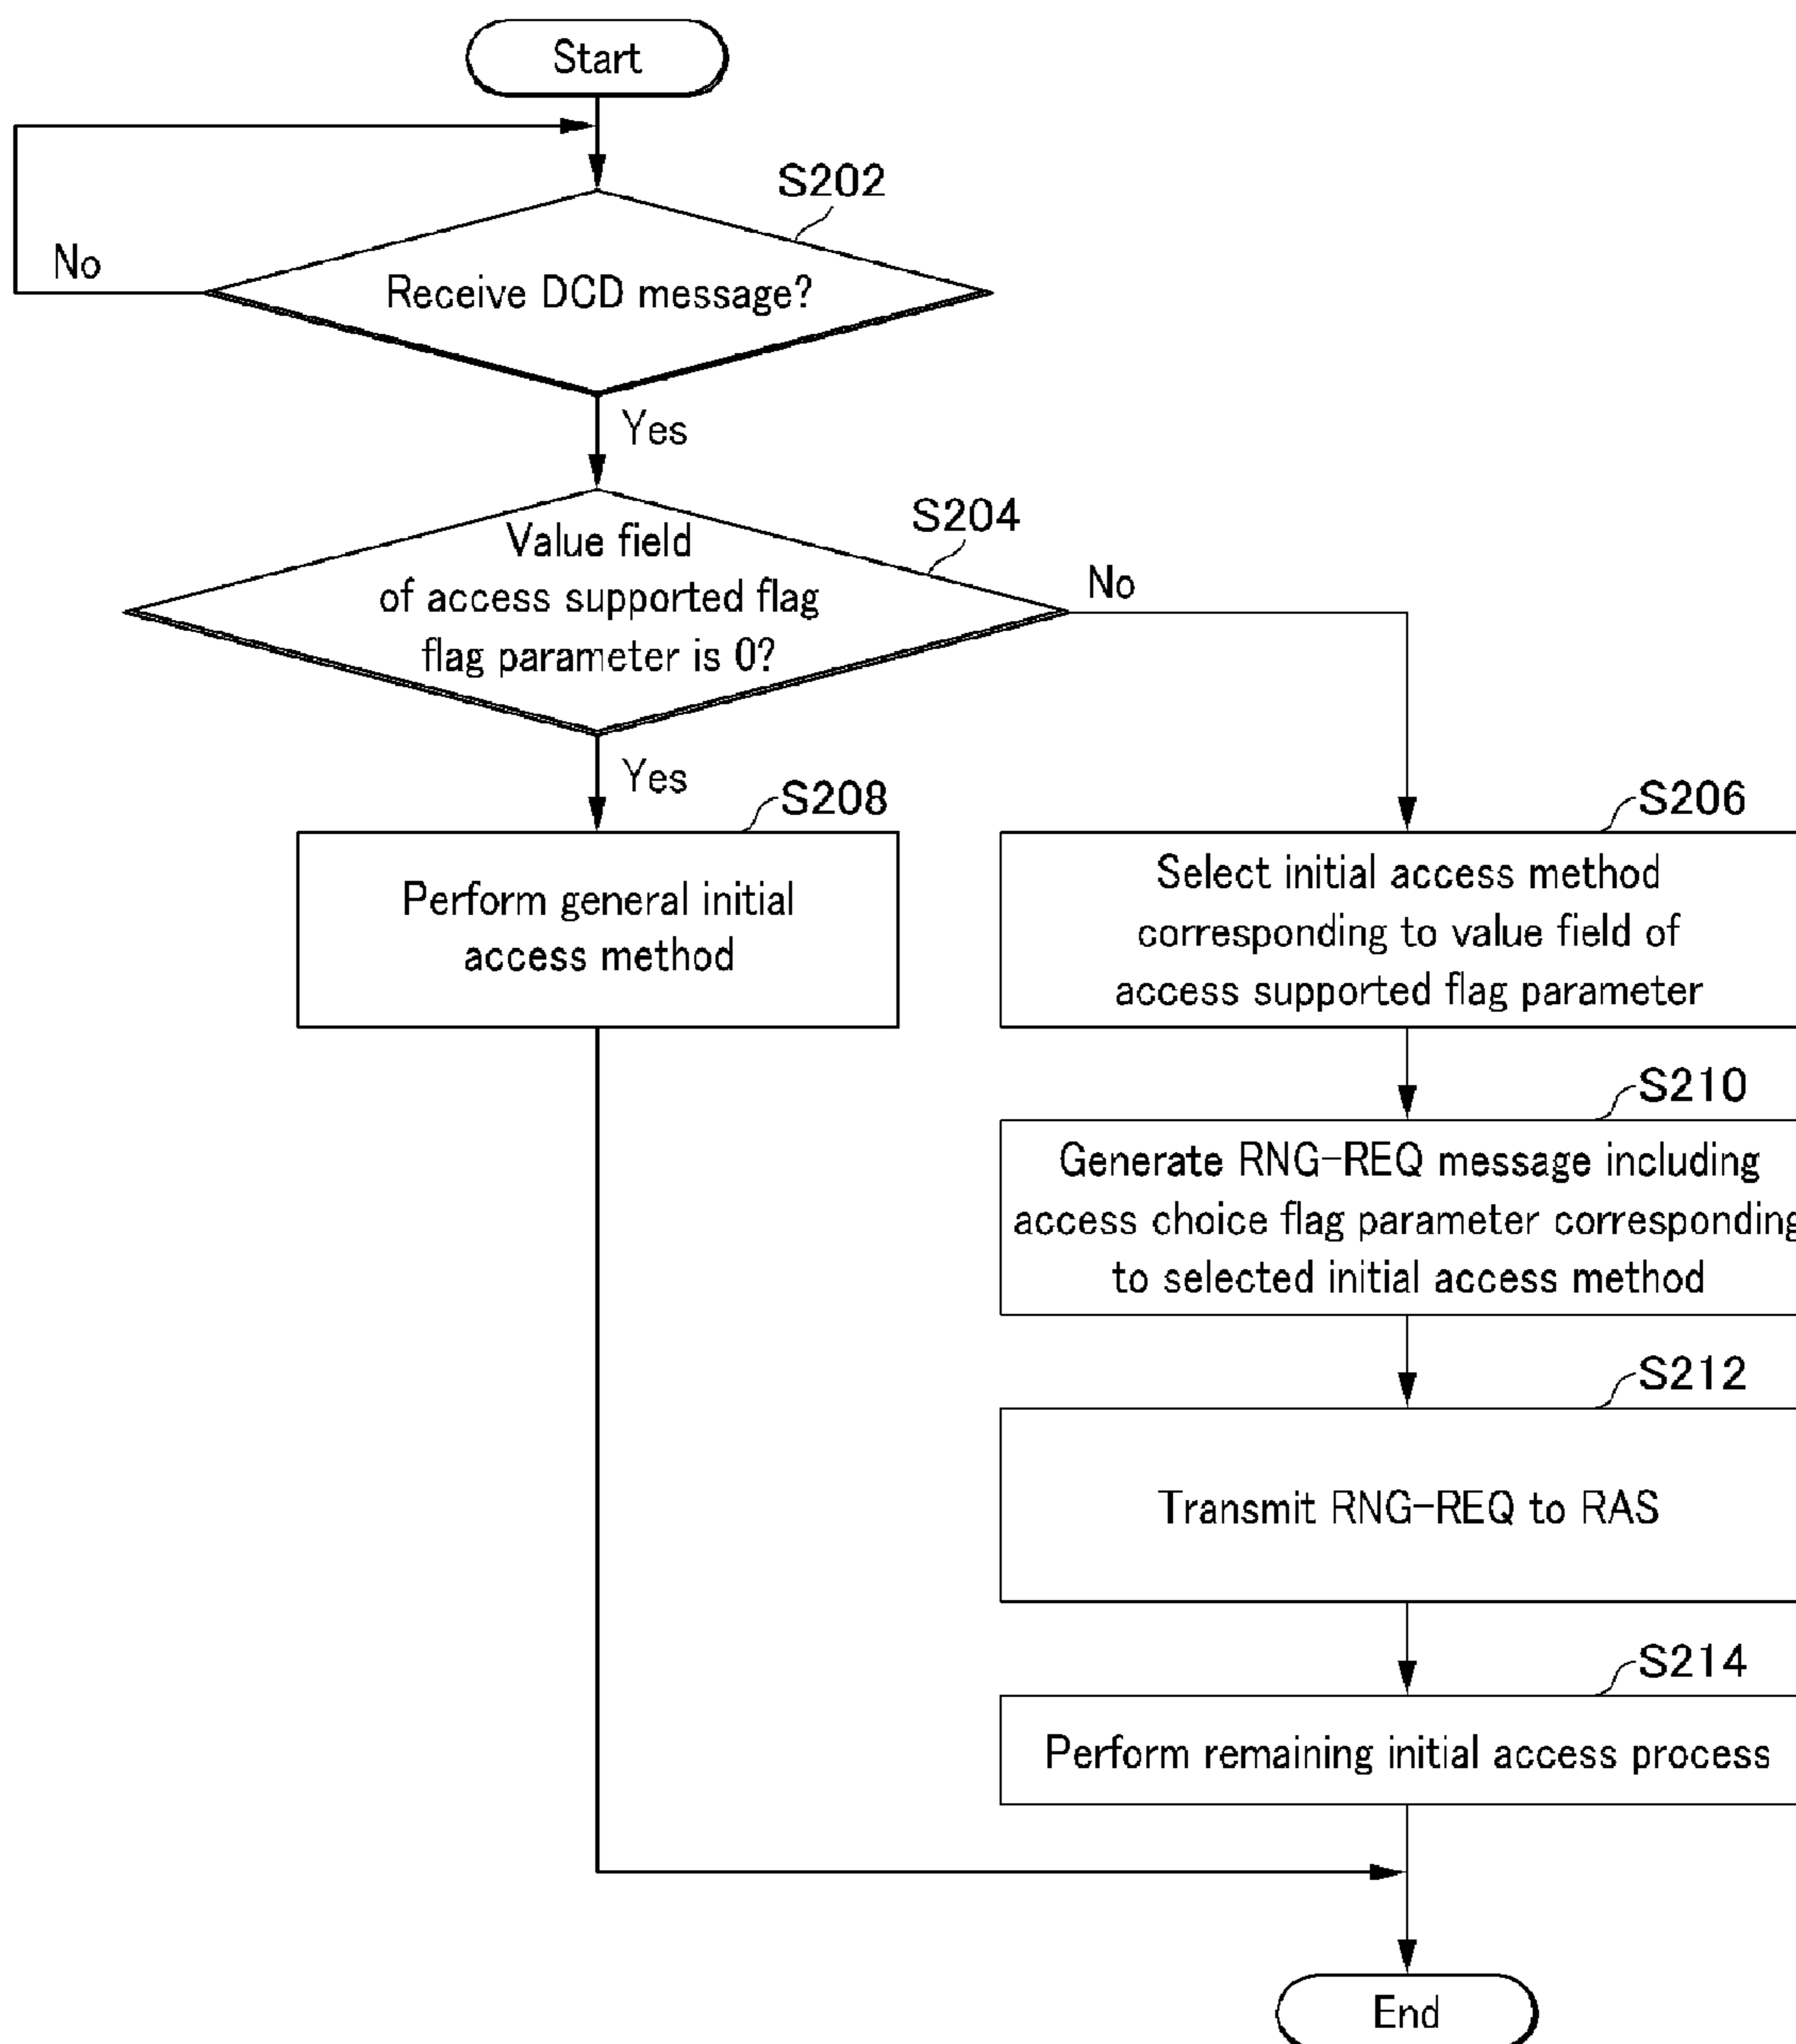 Start
S202
No
Receive DCD message?
Yes
S204
Value field
of access supported flag
flag parameter is 0?
No
Yes
S208
Perform general initial
access method
S206
Select initial access method
corresponding to value field of
access supported flag parameter
S210
Generate RNG-REQ message including
access choice flag parameter corresponding
to selected initial access method
S212
Transmit RNG-REQ to RAS
S214
Perform remaining initial access process
End